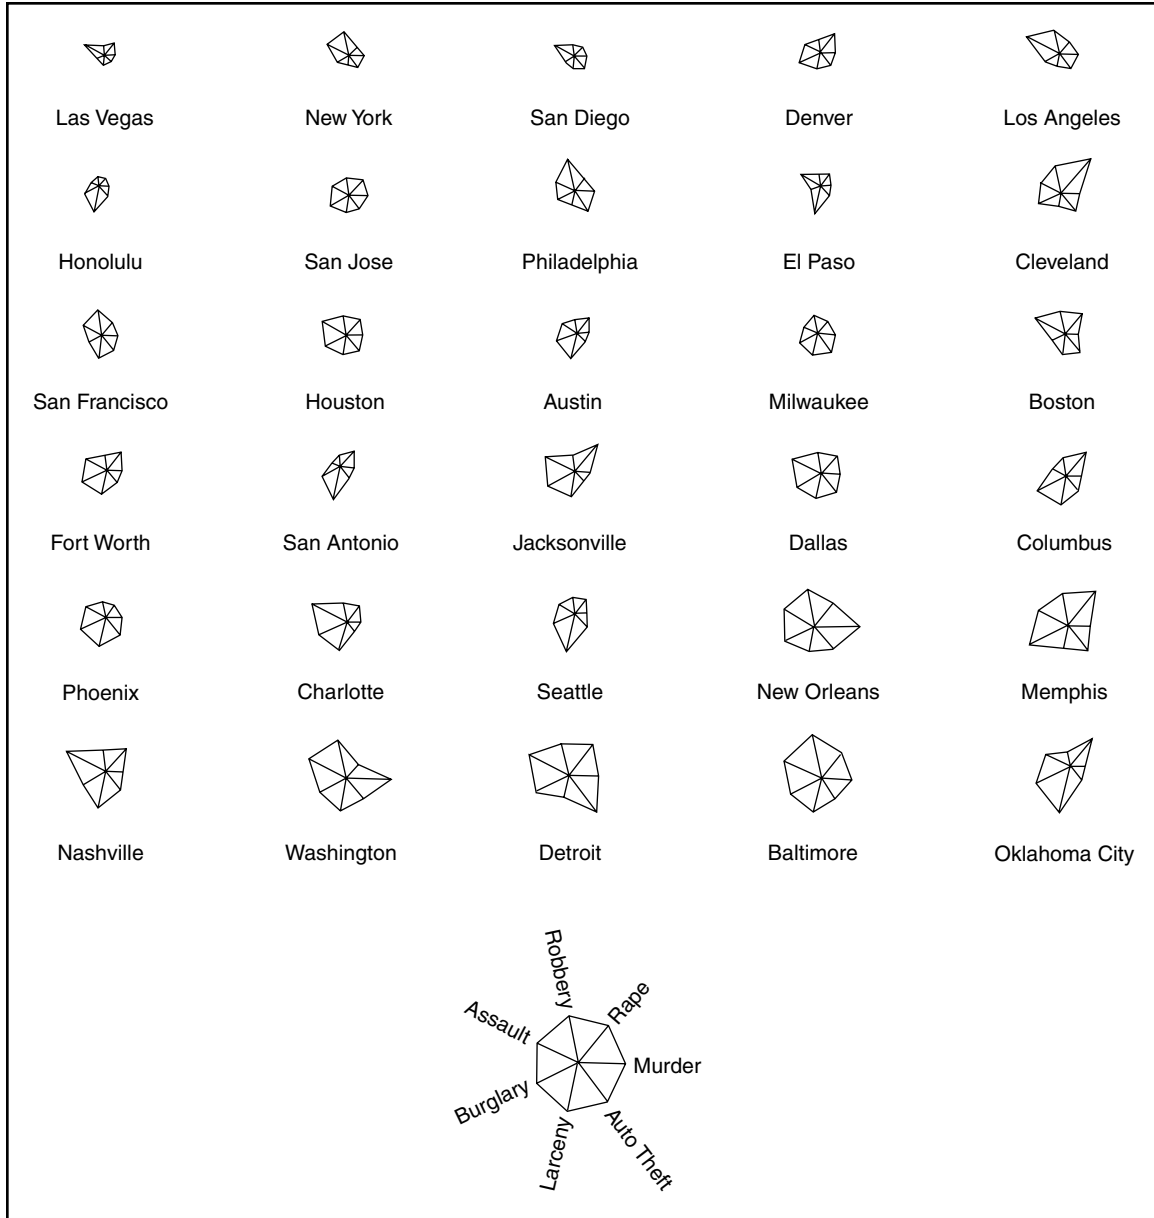 Las Vegas
New York
San Diego
Denver
Los Angeles
Honolulu
San Jose
Philadelphia
El Paso
Cleveland
San Francisco
Houston
Austin
Milwaukee
Boston
Fort Worth
San Antonio
Jacksonville
Dallas
Columbus
Phoenix
Charlotte
Seattle
New Orleans
Memphis
Nashville
Washington
Detroit
Baltimore
Oklahoma City
Robbery
Rape
Assault
Murder
Burglary
Larceny
Auto Theft